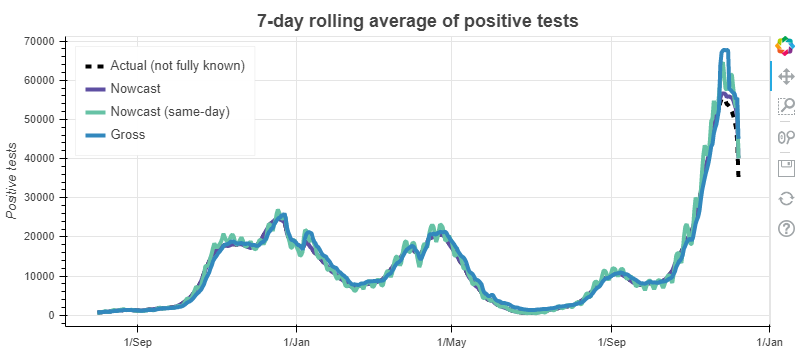 7-day rolling average of positive tests
70000
60000
50000
40000
30000
20000
10000
0
Positive tests
Actual (not fully known)
Nowcast
Nowcast (same-day)
Gross
1/Sep
1/Jan
1/May
1/Sep
1/Jan